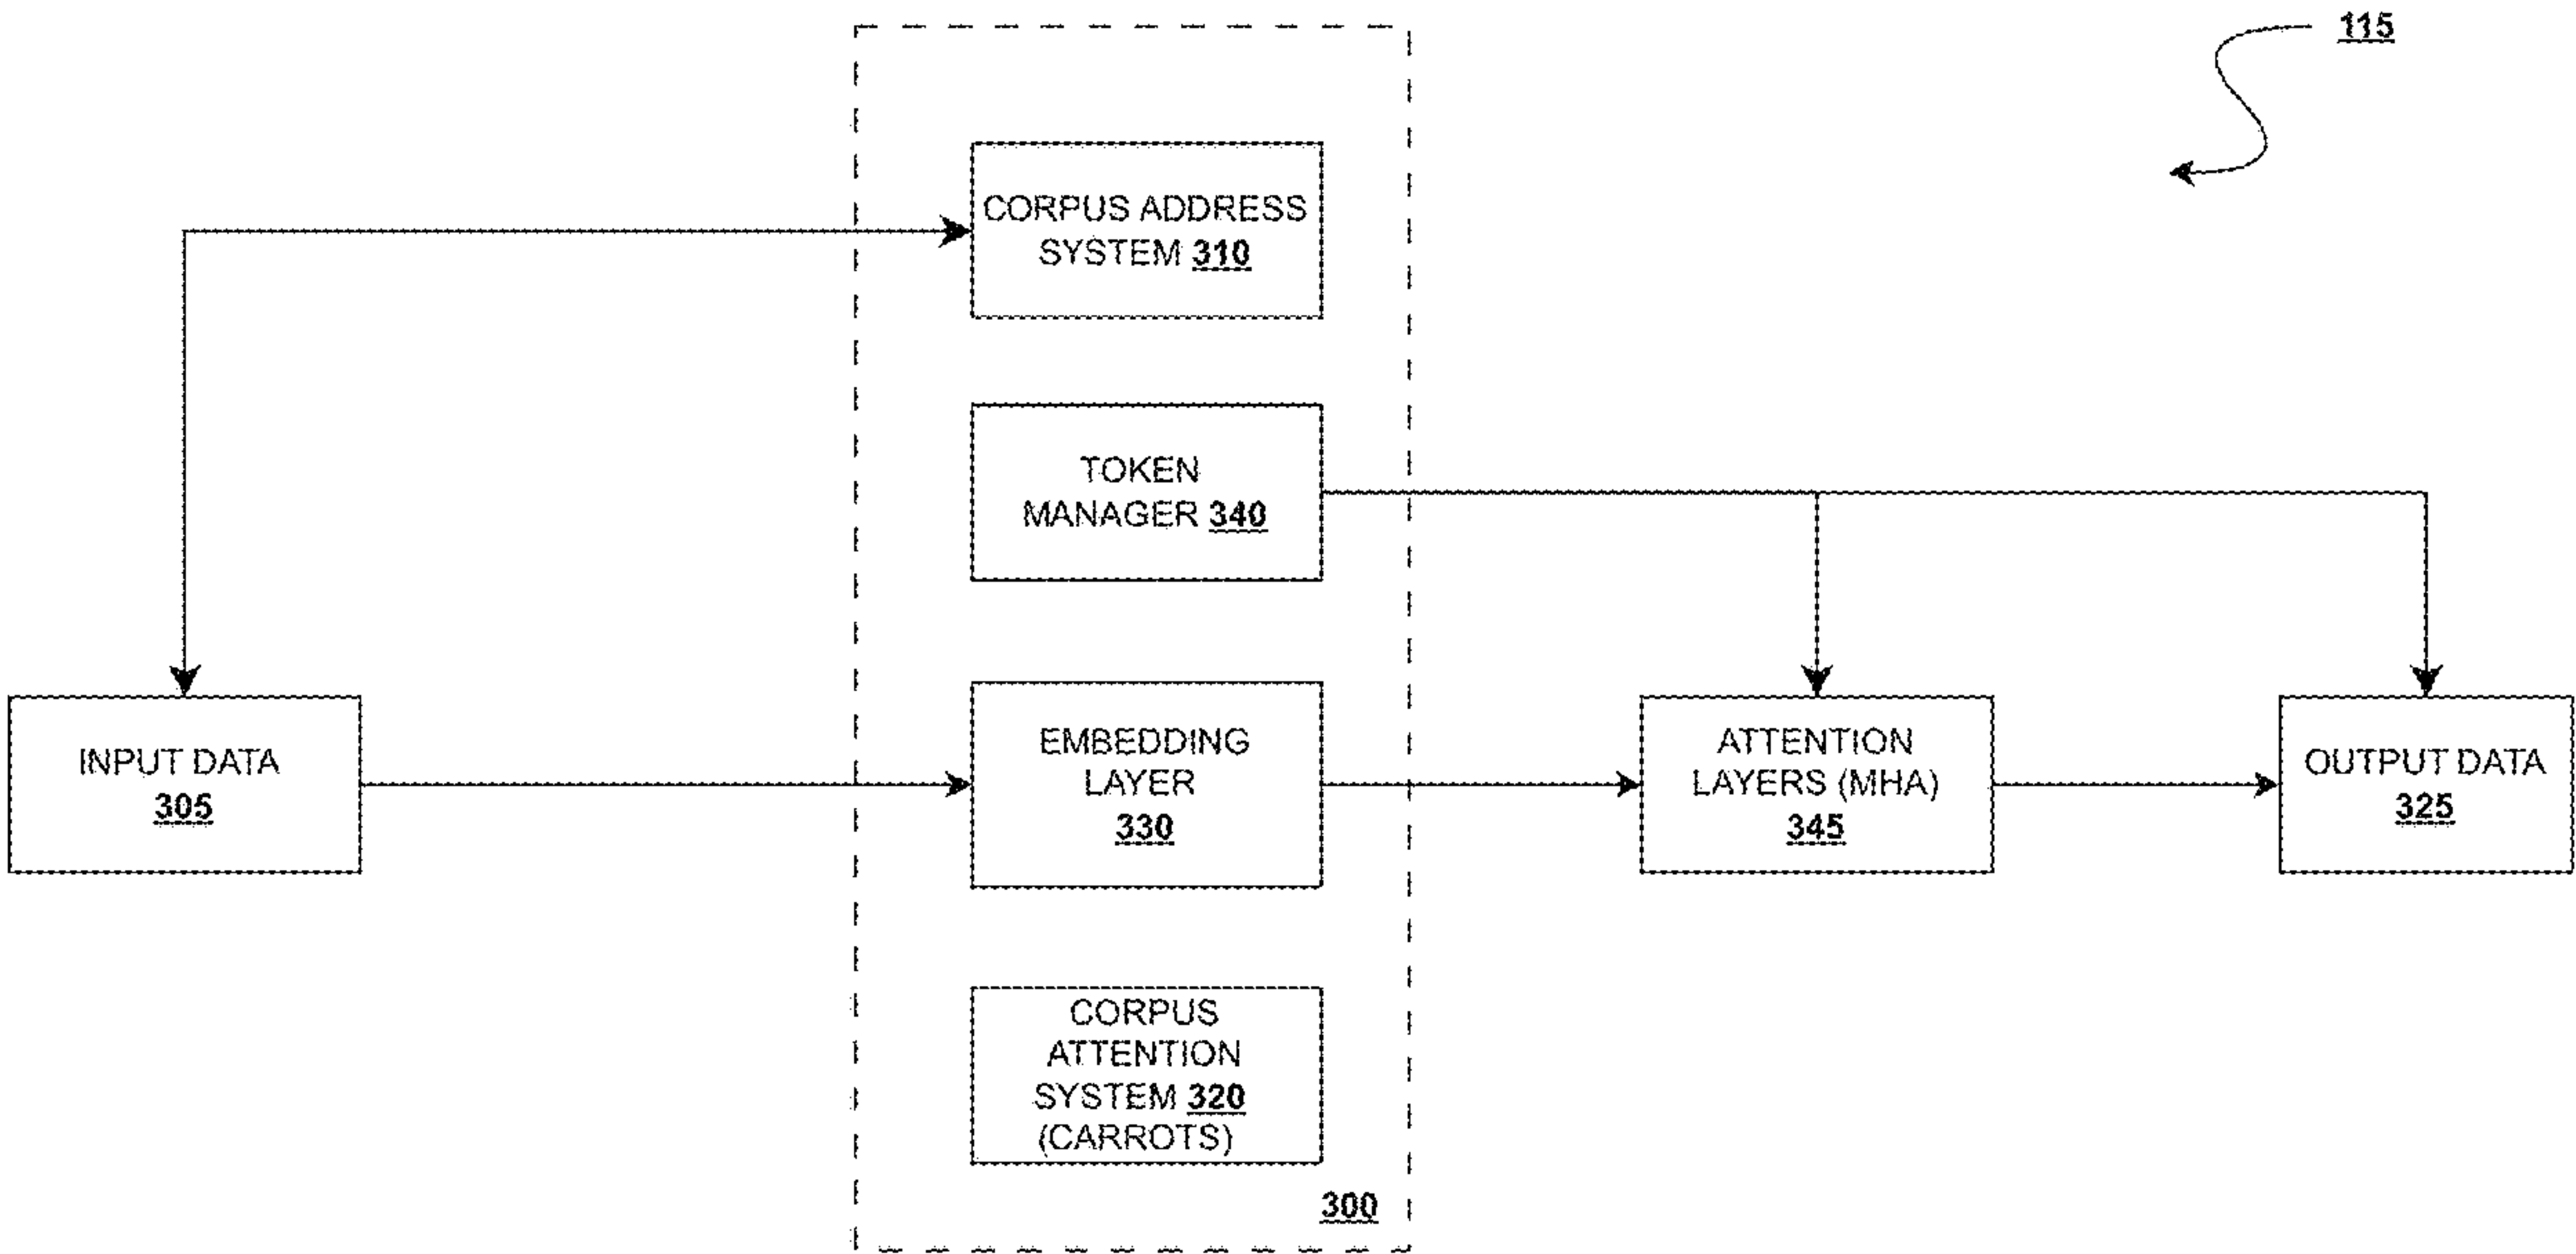 115
CORPUS ADDRESS
SYSTEM 310
TOKEN
MANAGER 340
INPUT DATA
305
EMBEDDING
LAYER
330
ATTENTION
LAYERS (MHA)
345
OUTPUT DATA
325
CORPUS
ATTENTION
SYSTEM 320
(CARROTS)
300